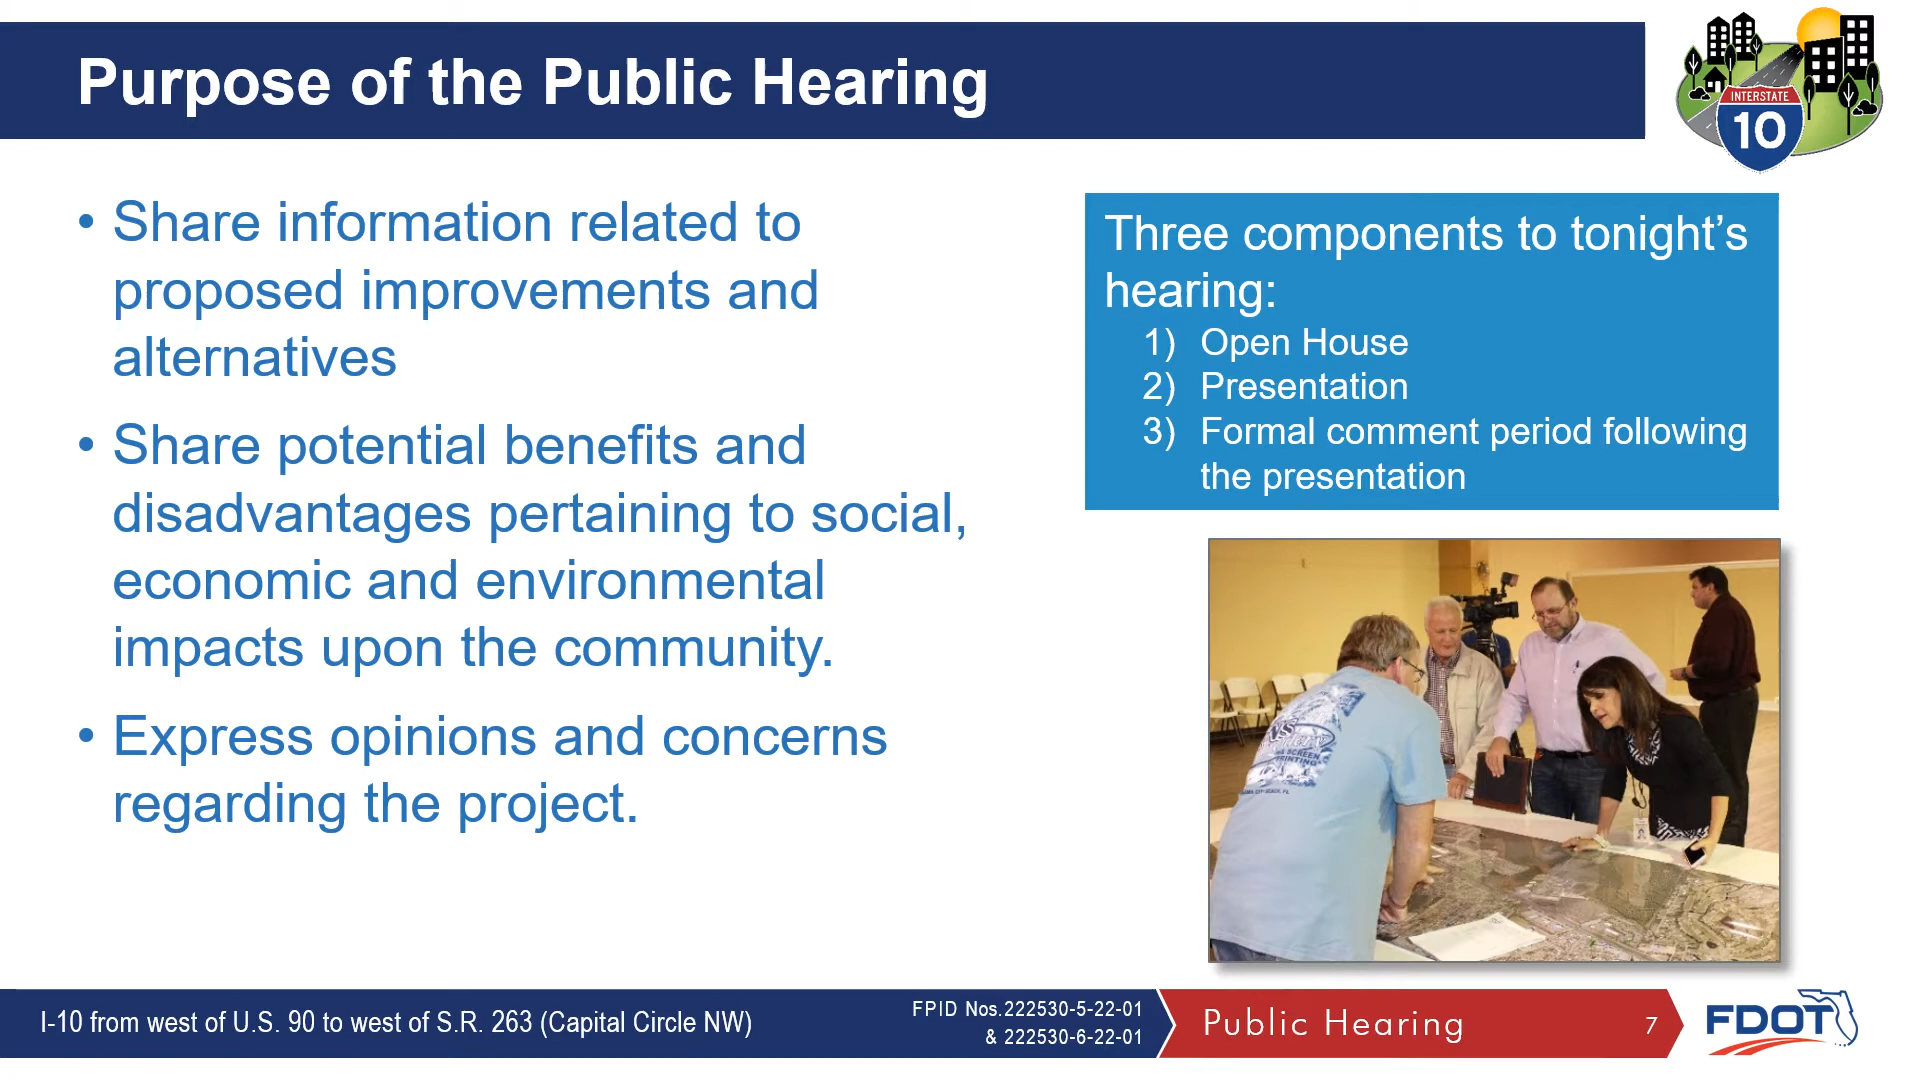 Purpose of the Public Hearing
INTERSTATE
10
• Share information related to
proposed improvements and
alternatives
• Share potential benefits and
disadvantages pertaining to social,
economic and environmental
impacts upon the community.
• Express opinions and concerns
regarding the project.
Three components to tonight’s
hearing:
1) Open House
2) Presentation
3) Formal comment period following
the presentation
SCREEN
PRINTING
I-10 from west of U.S. 90 to west of S.R. 263 (Capital Circle NW)
FPID Nos.222530-5-22-01
& 222530-6-22-01
Public Hearing
7
FDOT